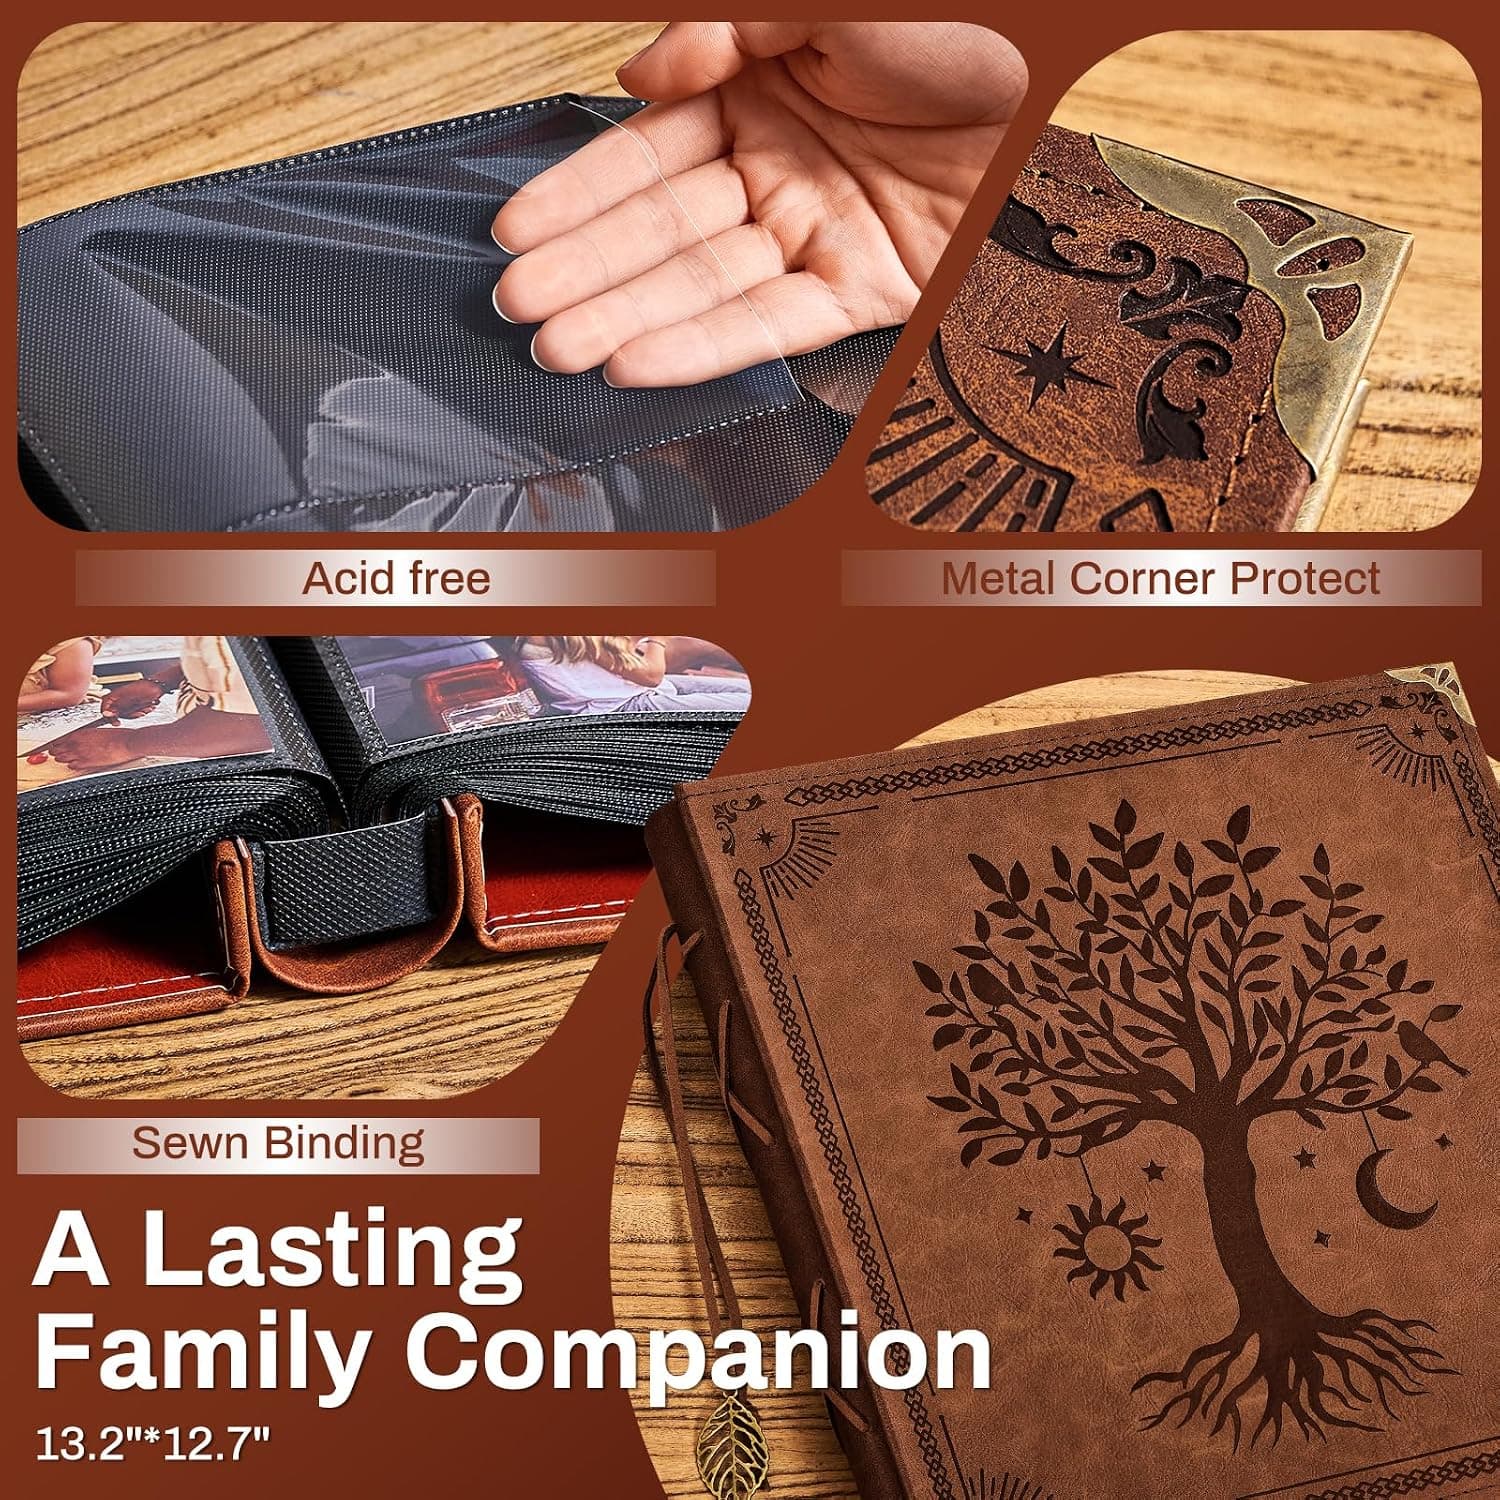 Acid free
Metal Corner Protect
Sewn Binding
A Lasting
Family Companion
13.2"*12.7"